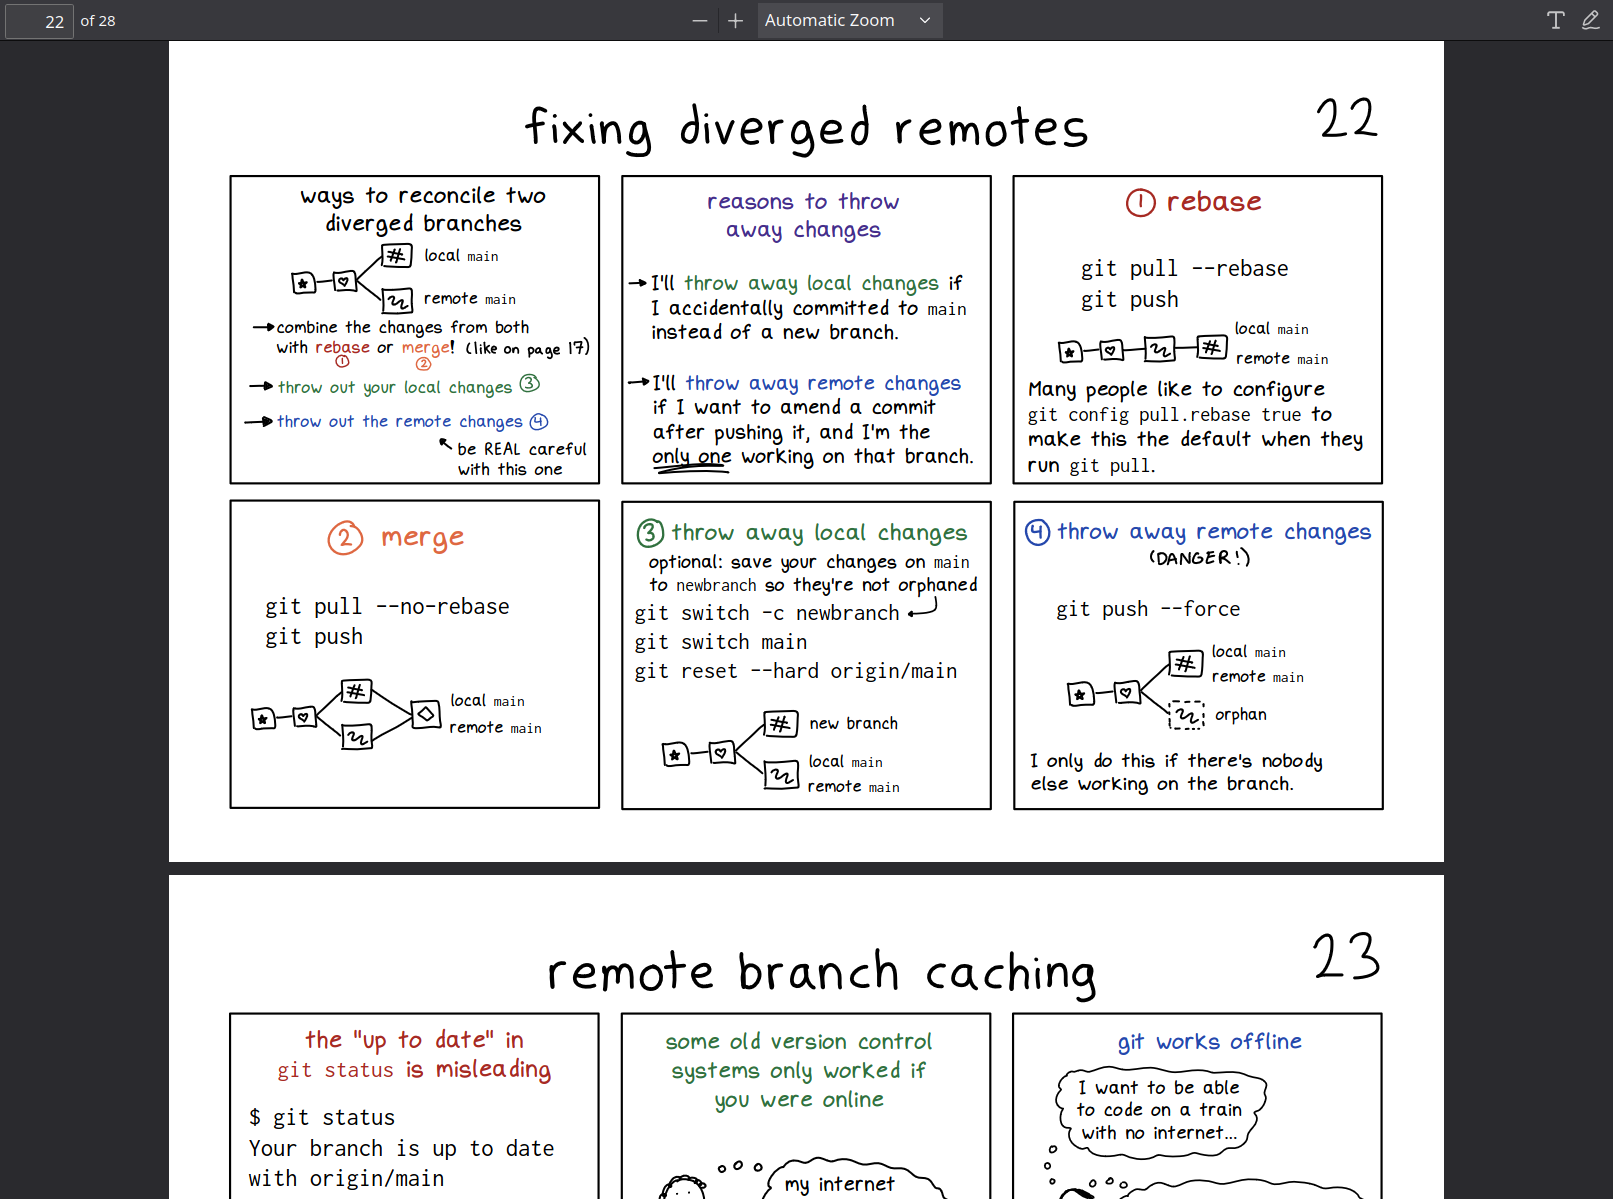 22 of 28
Automatic Zoom
fixing diverged remotes
22
ways to reconcile two
diverged branches
local main
remote main
combine the changes from both
with rebase or merge! (like on page 17)
1 2
throw out your local changes 3
throw out the remote changes 4
be REAL careful
with this one
reasons to throw
away changes
I'll throw away local changes if
I accidentally committed to main
instead of a new branch.
I'll throw away remote changes
if I want to amend a commit
after pushing it, and I'm the
only one working on that branch.
1 rebase
git pull --rebase
git push
local main
remote main
Many people like to configure
git config pull.rebase true to
make this the default when they
run git pull.
2 merge
git pull --no-rebase
git push
local main
remote main
3 throw away local changes
optional: save your changes on main
to newbranch so they're not orphaned
git switch -c newbranch
git switch main
git reset --hard origin/main
new branch
local main
remote main
4 throw away remote changes
(DANGER!)
git push --force
local main
remote main
orphan
I only do this if there's nobody
else working on the branch.
remote branch caching
23
the "up to date" in
git status is misleading
$ git status
Your branch is up to date
with origin/main
some old version control
systems only worked if
you were online
my internet
git works offline
I want to be able
to code on a train
with no internet...